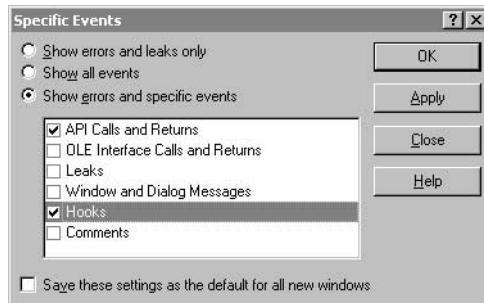 Specific Events
Show errors and leaks only
Show all events
Show errors and specific events
API Calls and Returns
OLE Interface Calls and Returns
Leaks
Window and Dialog Messages
Hooks
Comments
Save these settings as the default for all new windows
OK
Apply
Close
Help